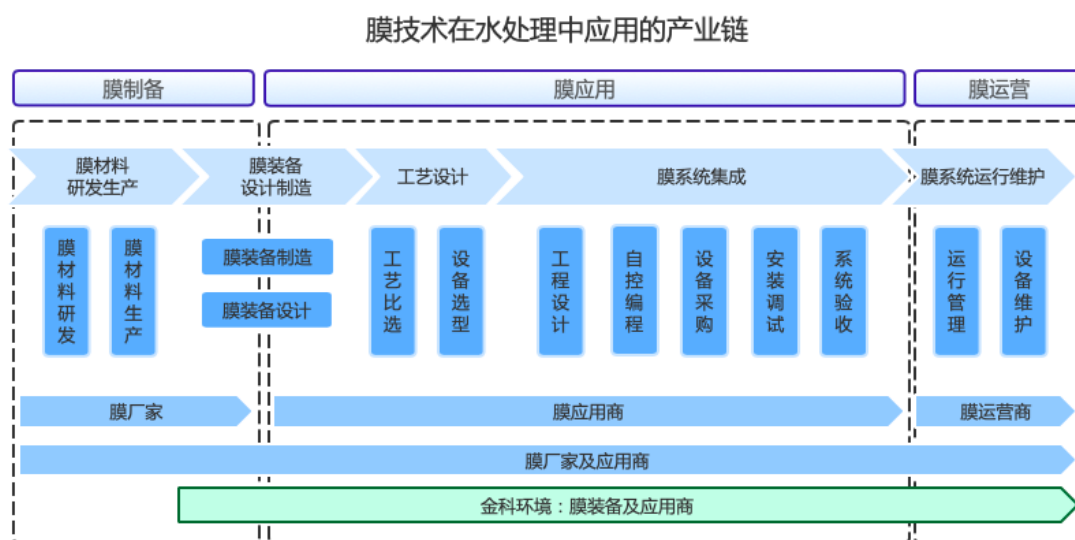 膜技术在水处理中应用的产业链
膜制备
膜应用
膜运营
膜材料
研发生产
膜装备
设计制造
工艺设计
膜系统集成
膜系统运行维护
膜材料研发
膜材料生产
膜装备制造
膜装备设计
工艺比选
设备选型
工程设计
自控编程
设备采购
安装调试
系统验收
运行管理
设备维护
膜厂家
膜应用商
膜运营商
膜厂家及应用商
金科环境：膜装备及应用商